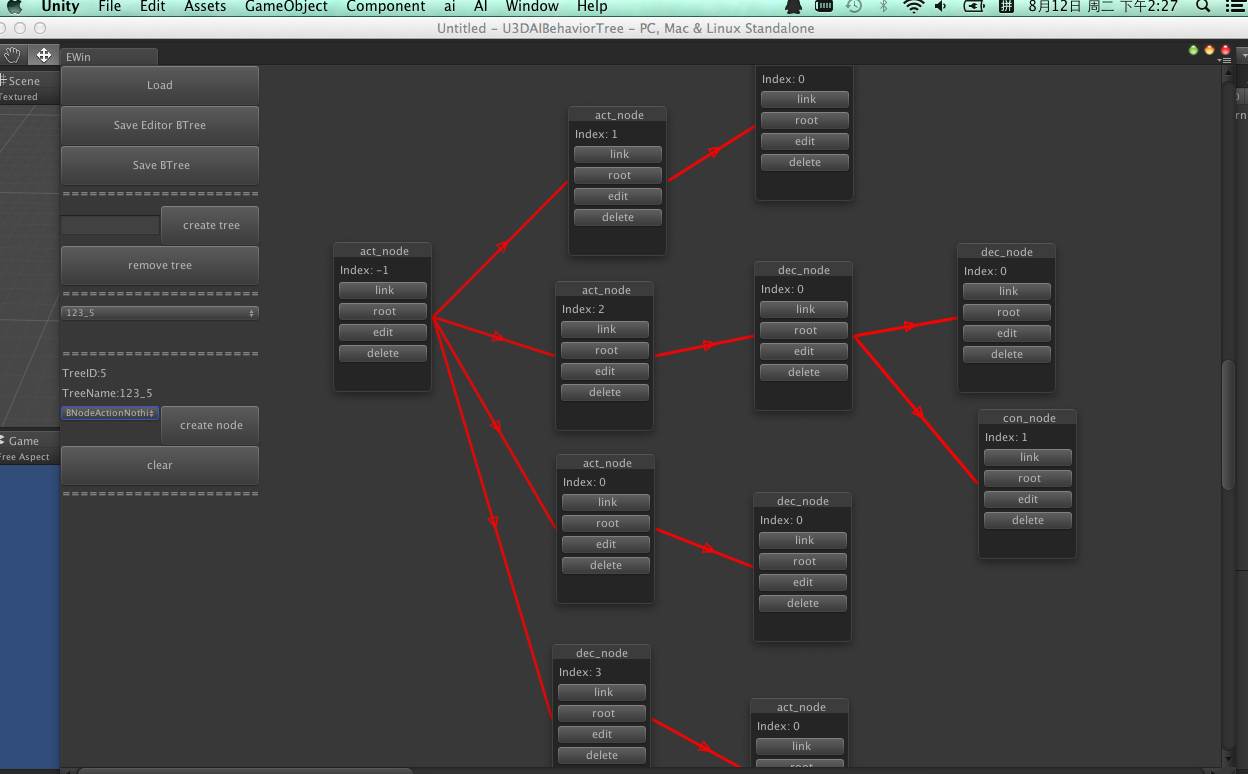 Unity File Edit Assets GameObject Component ai AI Window Help 8月12日 周二 下午2:27
Untitled – U3DAIBehaviorTree – PC, Mac & Linux Standalone
EWin
Scene
Textured
Load
Save Editor BTree
Save BTree
==========================
create tree
remove tree
==========================
123_5
==========================
TreeID:5
TreeName:123_5
BNodeActionNothi
create node
clear
==========================
Game
Free Aspect
act_node
Index: -1
link
root
edit
delete
act_node
Index: 1
link
root
edit
delete
Index: 0
link
root
edit
delete
act_node
Index: 2
link
root
edit
delete
dec_node
Index: 0
link
root
edit
delete
dec_node
Index: 0
link
root
edit
delete
con_node
Index: 1
link
root
edit
delete
act_node
Index: 0
link
root
edit
delete
dec_node
Index: 0
link
root
edit
delete
dec_node
Index: 3
link
root
edit
delete
act_node
Index: 0
link
root